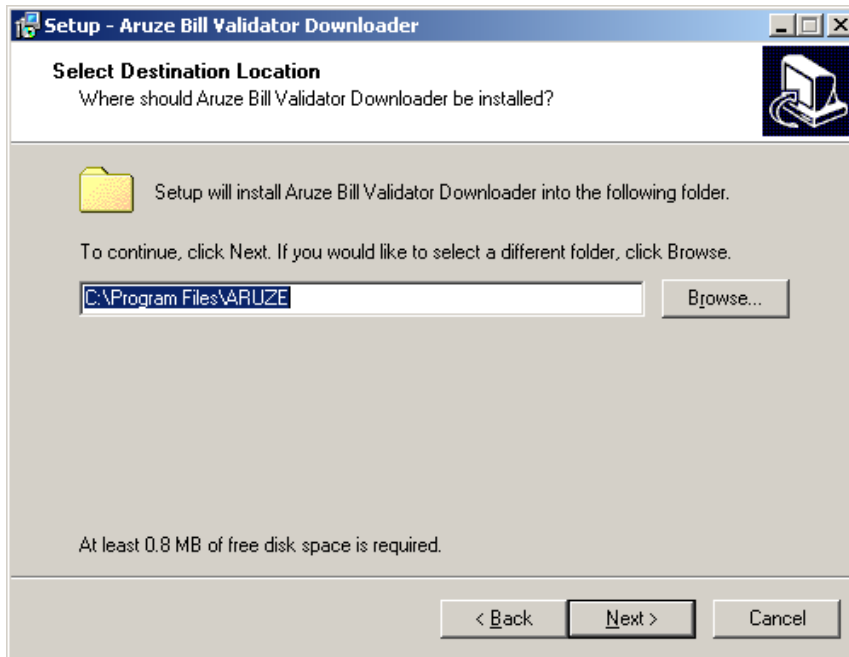 Setup - Aruze Bill Validator Downloader
Select Destination Location
Where should Aruze Bill Validator Downloader be installed?
Setup will install Aruze Bill Validator Downloader into the following folder.
To continue, click Next. If you would like to select a different folder, click Browse.
C:\Program Files\ARUZE
Browse...
At least 0.8 MB of free disk space is required.
< Back
Next >
Cancel